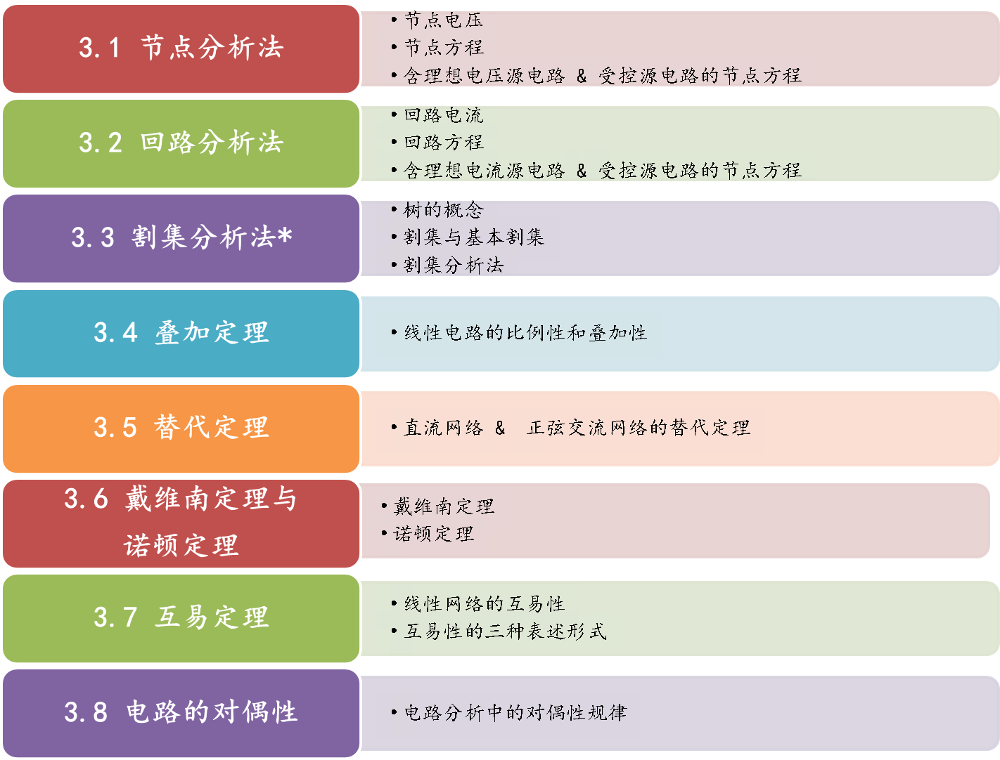 3.1 节点分析法
• 节点电压
• 节点方程
• 含理想电压源电路 & 受控源电路的节点方程
3.2 回路分析法
• 回路电流
• 回路方程
• 含理想电流源电路 & 受控源电路的节点方程
3.3 割集分析法*
• 树的概念
• 割集与基本割集
• 割集分析法
3.4 叠加定理
• 线性电路的比例性和叠加性
3.5 替代定理
• 直流网络 & 正弦交流网络的替代定理
3.6 戴维南定理与
诺顿定理
• 戴维南定理
• 诺顿定理
3.7 互易定理
• 线性网络的互易性
• 互易性的三种表述形式
3.8 电路的对偶性
• 电路分析中的对偶性规律